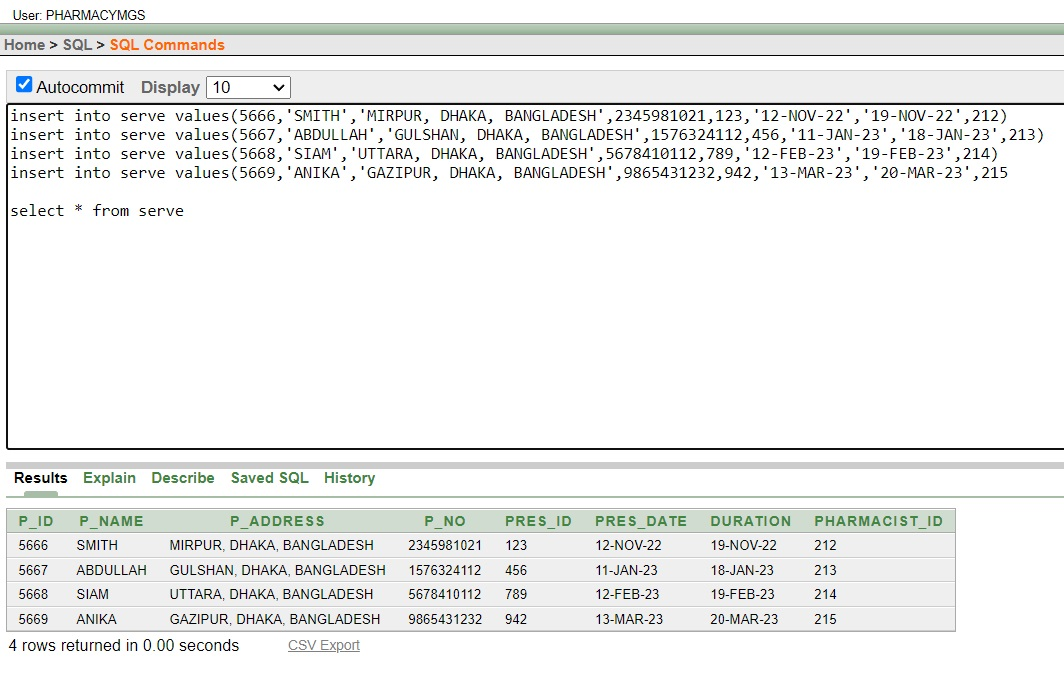 User: PHARMACYMGS
Home > SQL > SQL Commands
Autocommit Display 10
insert into serve values(5666,'SMITH','MIRPUR, DHAKA, BANGLADESH',2345981021,123,'12-NOV-22','19-NOV-22',212)
insert into serve values(5667,'ABDULLAH','GULSHAN, DHAKA, BANGLADESH',1576324112,456,'11-JAN-23','18-JAN-23',213)
insert into serve values(5668,'SIAM','UTTARA, DHAKA, BANGLADESH',5678410112,789,'12-FEB-23','19-FEB-23',214)
insert into serve values(5669,'ANIKA','GAZIPUR, DHAKA, BANGLADESH',9865431232,942,'13-MAR-23','20-MAR-23',215
select * from serve
Results Explain Describe Saved SQL History
P_ID P_NAME P_ADDRESS P_NO PRES_ID PRES_DATE DURATION PHARMACIST_ID
5666 SMITH MIRPUR, DHAKA, BANGLADESH 2345981021 123 12-NOV-22 19-NOV-22 212
5667 ABDULLAH GULSHAN, DHAKA, BANGLADESH 1576324112 456 11-JAN-23 18-JAN-23 213
5668 SIAM UTTARA, DHAKA, BANGLADESH 5678410112 789 12-FEB-23 19-FEB-23 214
5669 ANIKA GAZIPUR, DHAKA, BANGLADESH 9865431232 942 13-MAR-23 20-MAR-23 215
4 rows returned in 0.00 seconds CSV Export